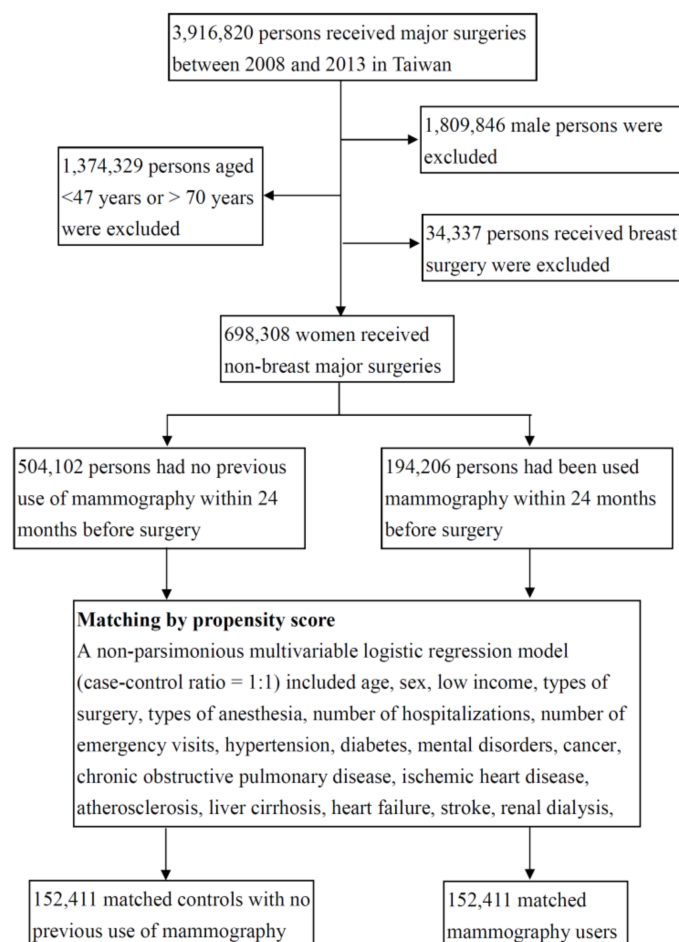 3,916,820 persons received major surgeries
between 2008 and 2013 in Taiwan
1,809,846 male persons were
excluded
1,374,329 persons aged
<47 years or > 70 years
were excluded
34,337 persons received breast
surgery were excluded
698,308 women received
non-breast major surgeries
504,102 persons had no previous
use of mammography within 24
months before surgery
194,206 persons had been used
mammography within 24 months
before surgery
Matching by propensity score
A non-parsimonious multivariable logistic regression model
(case-control ratio = 1:1) included age, sex, low income, types of
surgery, types of anesthesia, number of hospitalizations, number of
emergency visits, hypertension, diabetes, mental disorders, cancer,
chronic obstructive pulmonary disease, ischemic heart disease,
atherosclerosis, liver cirrhosis, heart failure, stroke, renal dialysis,
152,411 matched controls with no
previous use of mammography
152,411 matched
mammography users